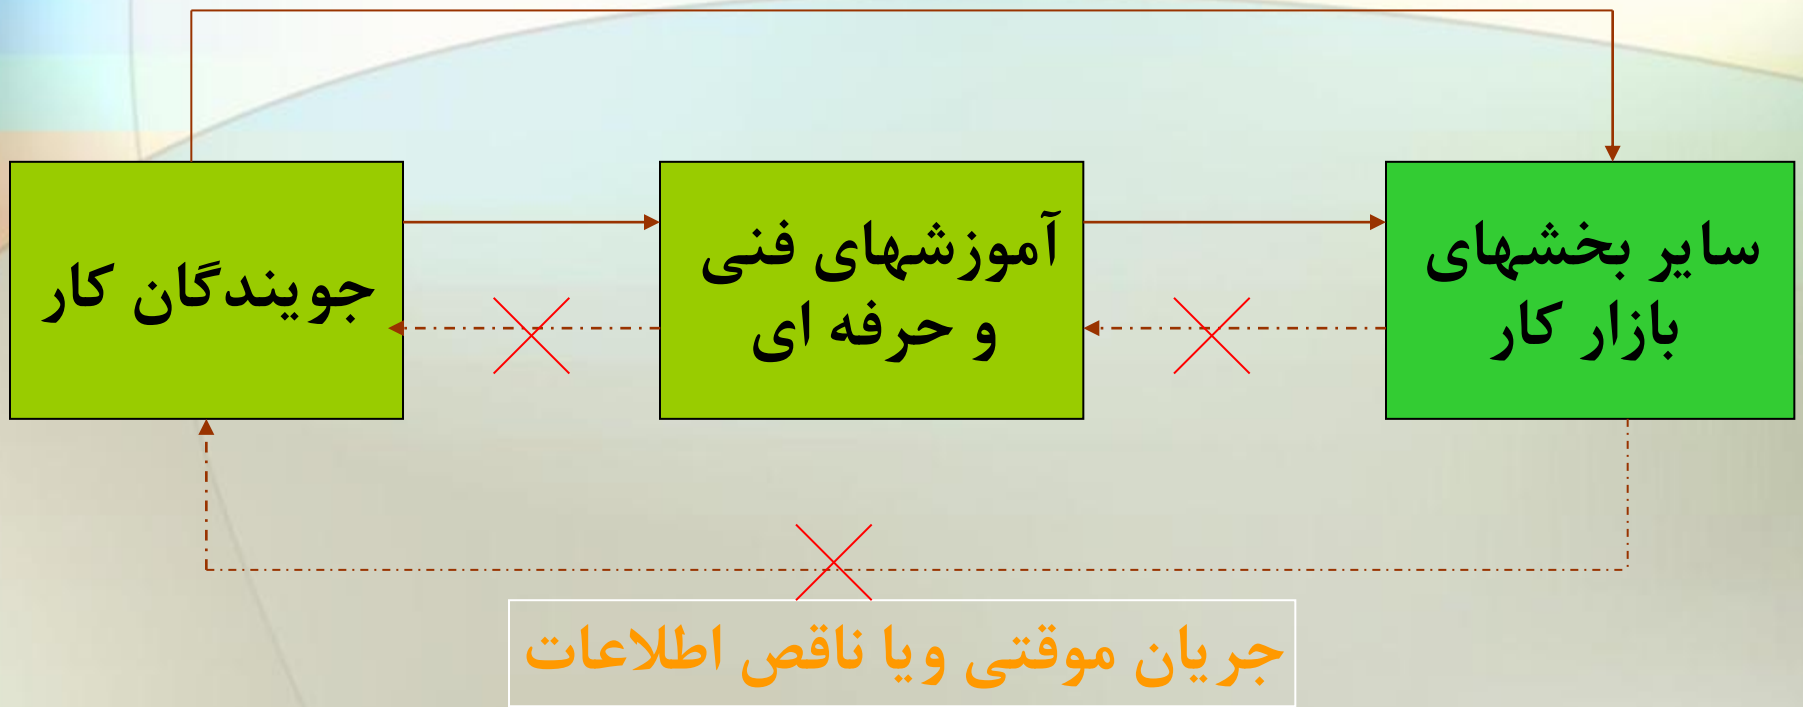 سایر بخشهای
بازار کار
آموزشهای فنی
و حرفه ای
جویندگان کار
جریان موقتی ویا ناقص اطلاعات